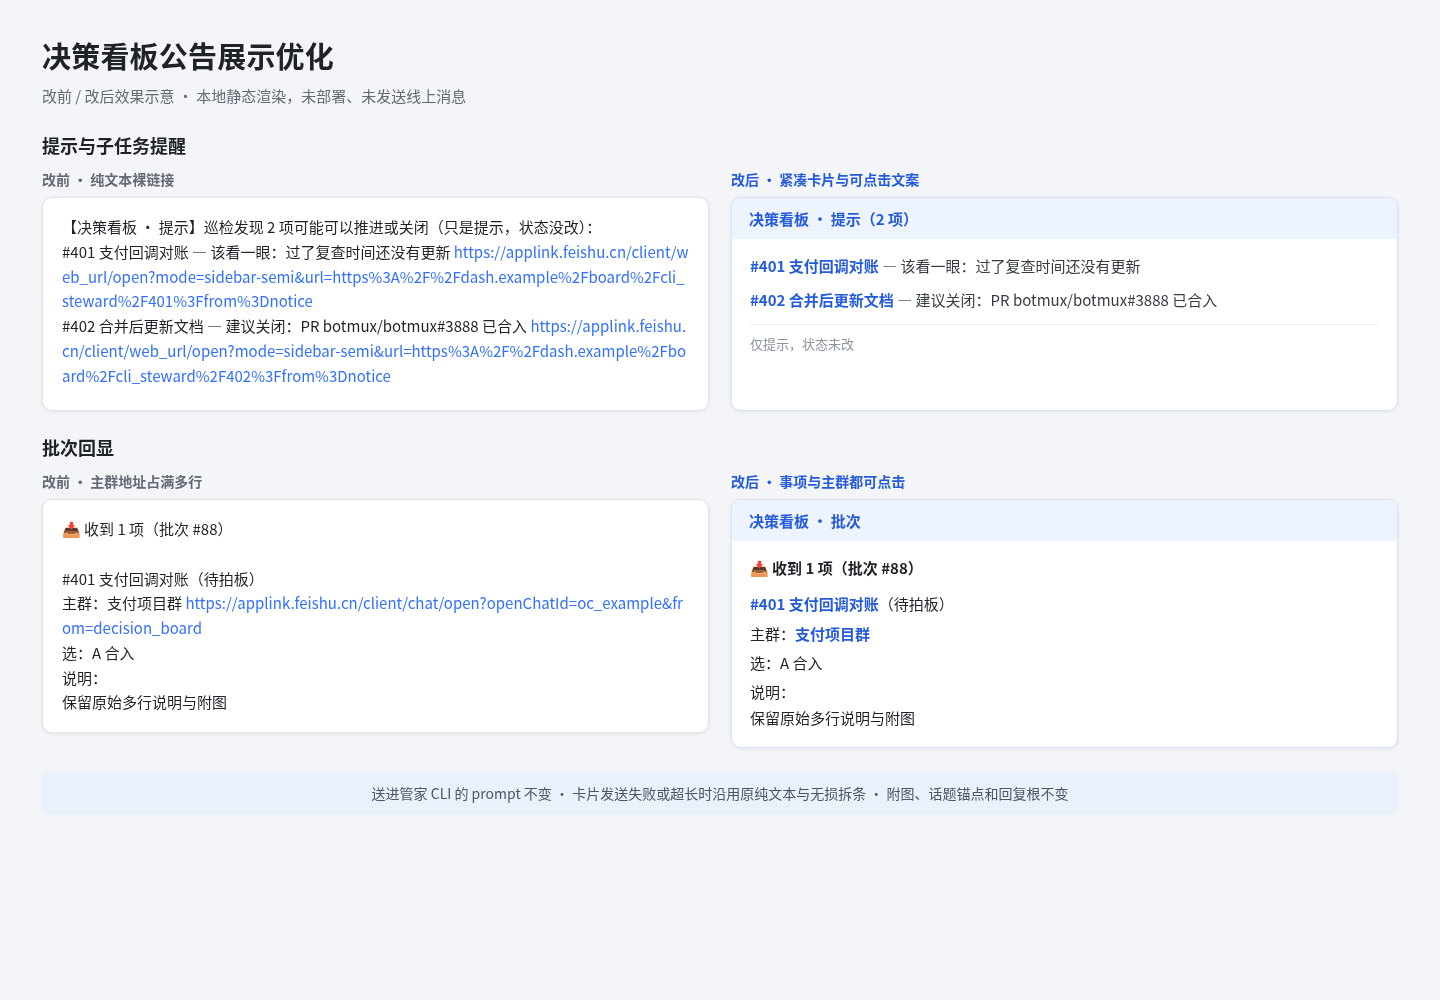 决策看板公告展示优化
改前 / 改后效果示意 · 本地静态渲染，未部署、未发送线上消息
提示与子任务提醒
改前 · 纯文本裸链接
【决策看板 · 提示】巡检发现 2 项可能可以推进或关闭（只是提示，状态没改）：
#401 支付回调对账 — 该看一眼：过了复查时间还没有更新 https://applink.feishu.cn/client/w
eb_url/open?mode=sidebar-semi&url=https%3A%2F%2Fdash.example%2Fboard%2Fcli_
steward%2F401%3Ffrom%3Dnotice
#402 合并后更新文档 — 建议关闭：PR botmux/botmux#3888 已合入 https://applink.feishu.
cn/client/web_url/open?mode=sidebar-semi&url=https%3A%2F%2Fdash.example%2Fbo
ard%2Fcli_steward%2F402%3Ffrom%3Dnotice
改后 · 紧凑卡片与可点击文案
决策看板 · 提示（2 项）
#401 支付回调对账 — 该看一眼：过了复查时间还没有更新
#402 合并后更新文档 — 建议关闭：PR botmux/botmux#3888 已合入
仅提示，状态未改
批次回显
改前 · 主群地址占满多行
📥 收到 1 项（批次 #88）
#401 支付回调对账（待拍板）
主群：支付项目群 https://applink.feishu.cn/client/chat/open?openChatId=oc_example&fr
om=decision_board
选：A 合入
说明：
保留原始多行说明与附图
改后 · 事项与主群都可点击
决策看板 · 批次
📥 收到 1 项（批次 #88）
#401 支付回调对账（待拍板）
主群：支付项目群
选：A 合入
说明：
保留原始多行说明与附图
送进管家 CLI 的 prompt 不变 · 卡片发送失败或超长时沿用原纯文本与无损拆条 · 附图、话题锚点和回复根不变